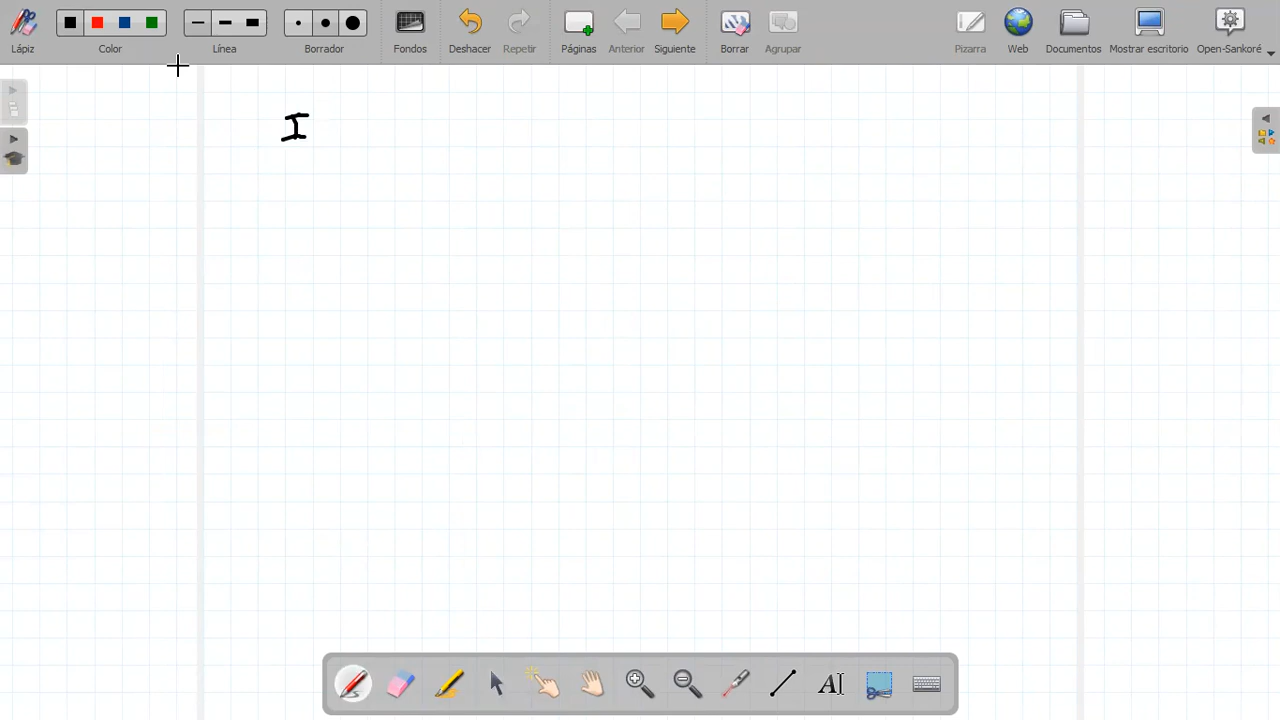 Lápiz Color Línea Borrador Fondos Deshacer Repetir Páginas Anterior Siguiente Borrar Agrupar Pizarra Web Documentos Mostrar escritorio Open-Sankoré
I
A